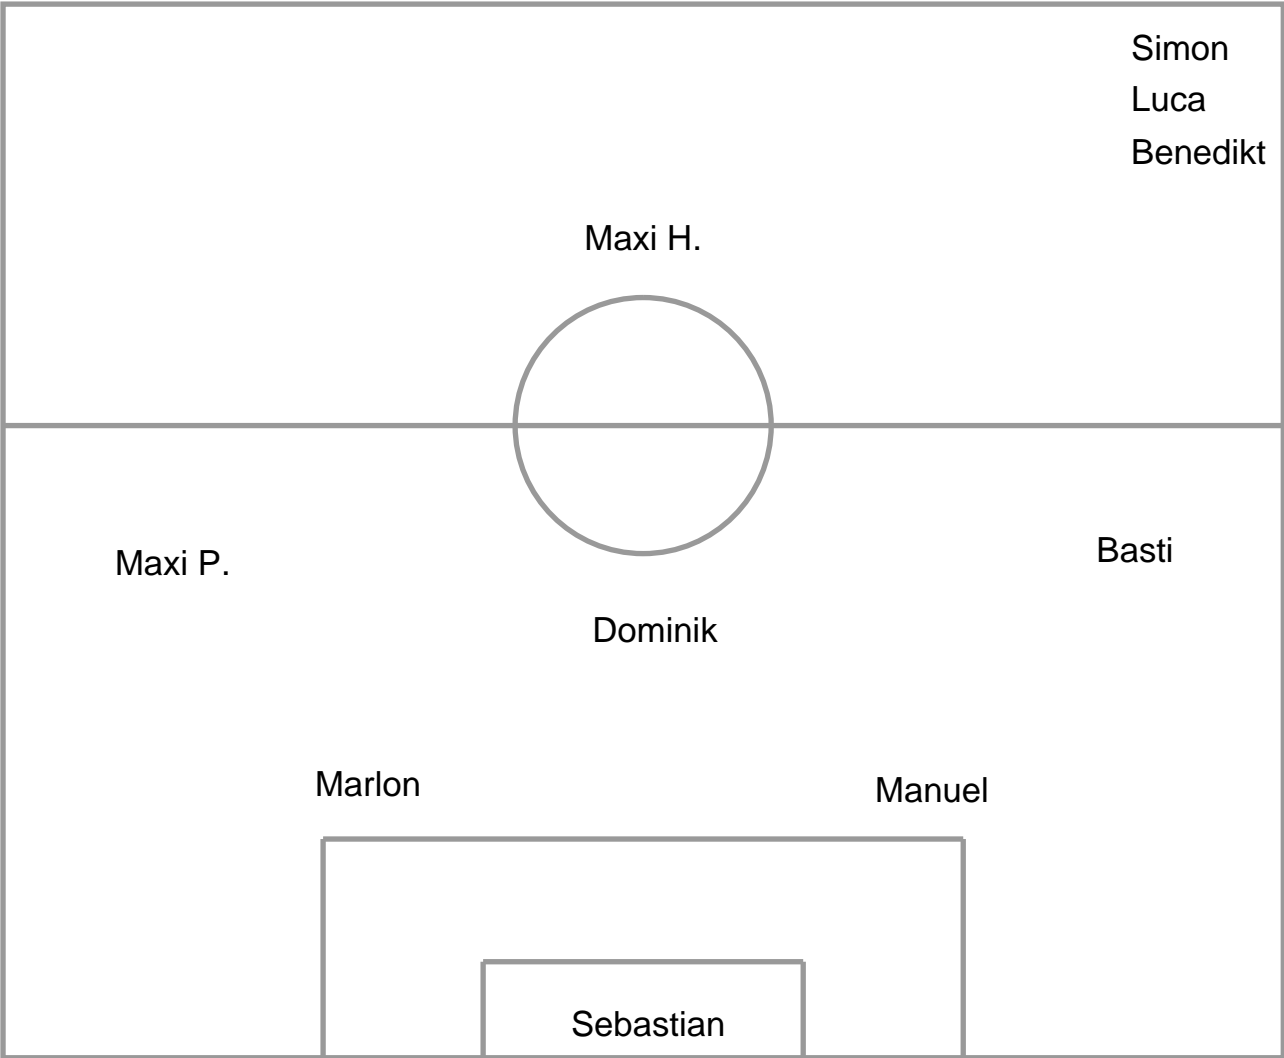 Simon
Luca
Benedikt
Maxi H.
Maxi P.
Basti
Dominik
Marlon
Manuel
Sebastian